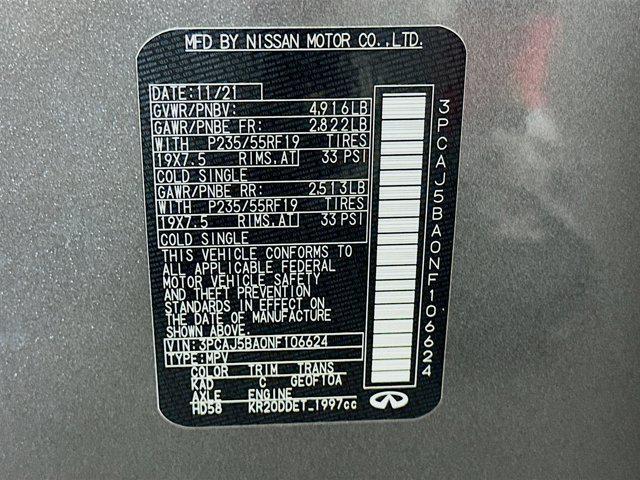 MFD BY NISSAN MOTOR CO.,LTD.
DATE:11/21
GVWR/PNBV: 4,916LB
GAWR/PNBE FR: 2,822LB
WITH P235/55RF19 TIRES
19X7.5 RIMS,AT 33 PSI
COLD SINGLE
GAWR/PNBE RR: 2,513LB
WITH P235/55RF19 TIRES
19X7.5 RIMS,AT 33 PSI
COLD SINGLE
THIS VEHICLE CONFORMS TO
ALL APPLICABLE FEDERAL
MOTOR VEHICLE SAFETY
AND THEFT PREVENTION
STANDARDS IN EFFECT ON
THE DATE OF MANUFACTURE
SHOWN ABOVE.
VIN:3PCAJ5BA0NF106624
TYPE:MPV
COLOR TRIM TRANS
KAD C GE0F10A
AXLE ENGINE
HD58 KR20DDET 1997cc
3PCAJ5BA0NF106624